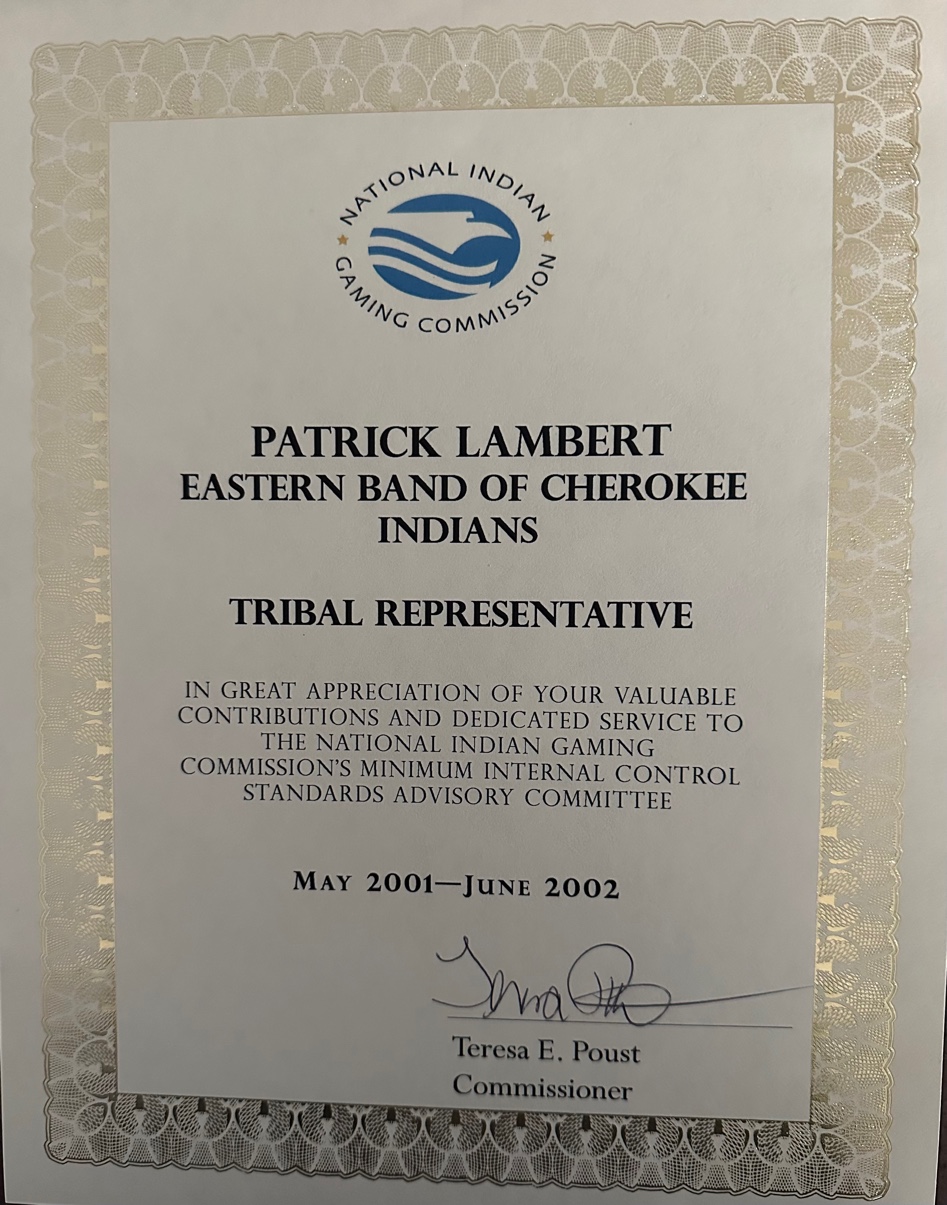 NATIONAL INDIAN
GAMING COMMISSION
PATRICK LAMBERT
EASTERN BAND OF CHEROKEE
INDIANS
TRIBAL REPRESENTATIVE
IN GREAT APPRECIATION OF YOUR VALUABLE
CONTRIBUTIONS AND DEDICATED SERVICE TO
THE NATIONAL INDIAN GAMING
COMMISSION'S MINIMUM INTERNAL CONTROL
STANDARDS ADVISORY COMMITTEE
MAY 2001—JUNE 2002
Teresa E. Poust
Commissioner